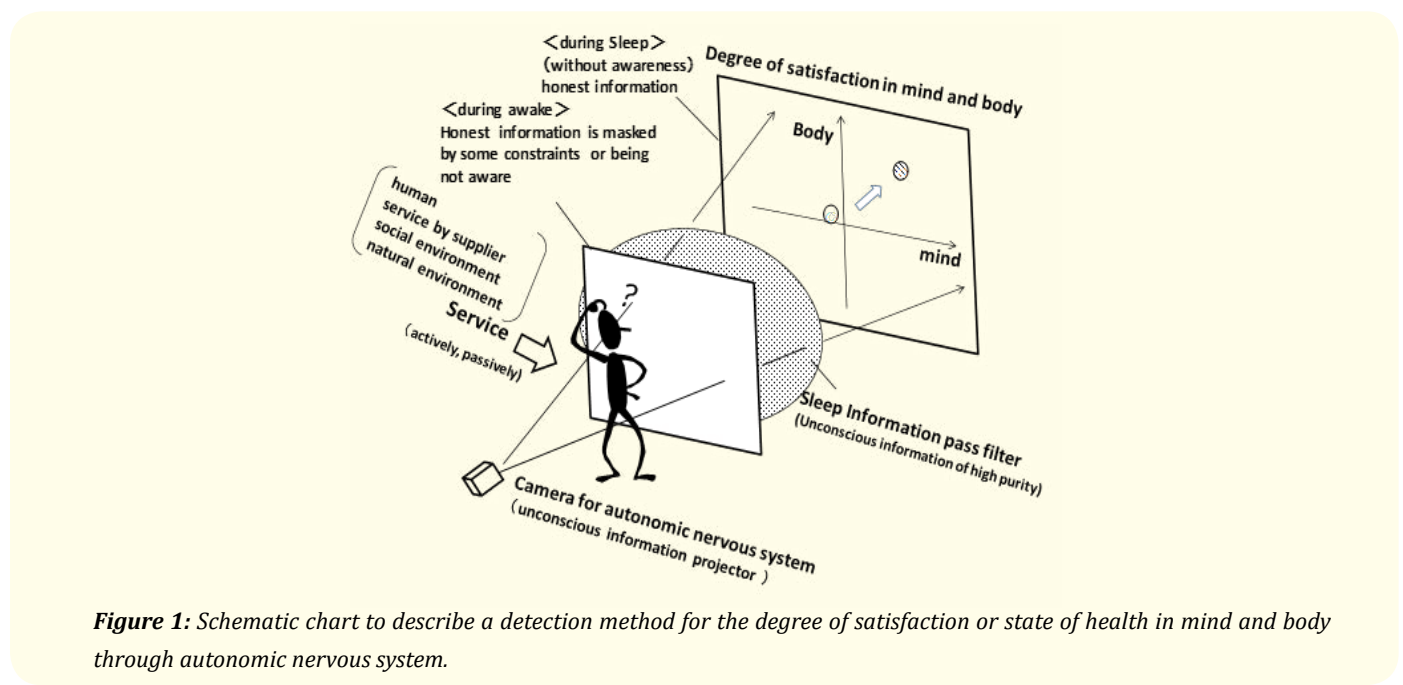 <during Sleep>
(without awareness)
honest information
Degree of satisfaction in mind and body
<during awake>
Honest information is masked
by some constraints or being
not aware
Body
mind
human
service by supplier
social environment
natural environment
Service
(actively, passively)
?
Sleep Information pass filter
(Unconscious information of high purity)
Camera for autonomic nervous system
(unconscious information projector )
Figure 1: Schematic chart to describe a detection method for the degree of satisfaction or state of health in mind and body
through autonomic nervous system.